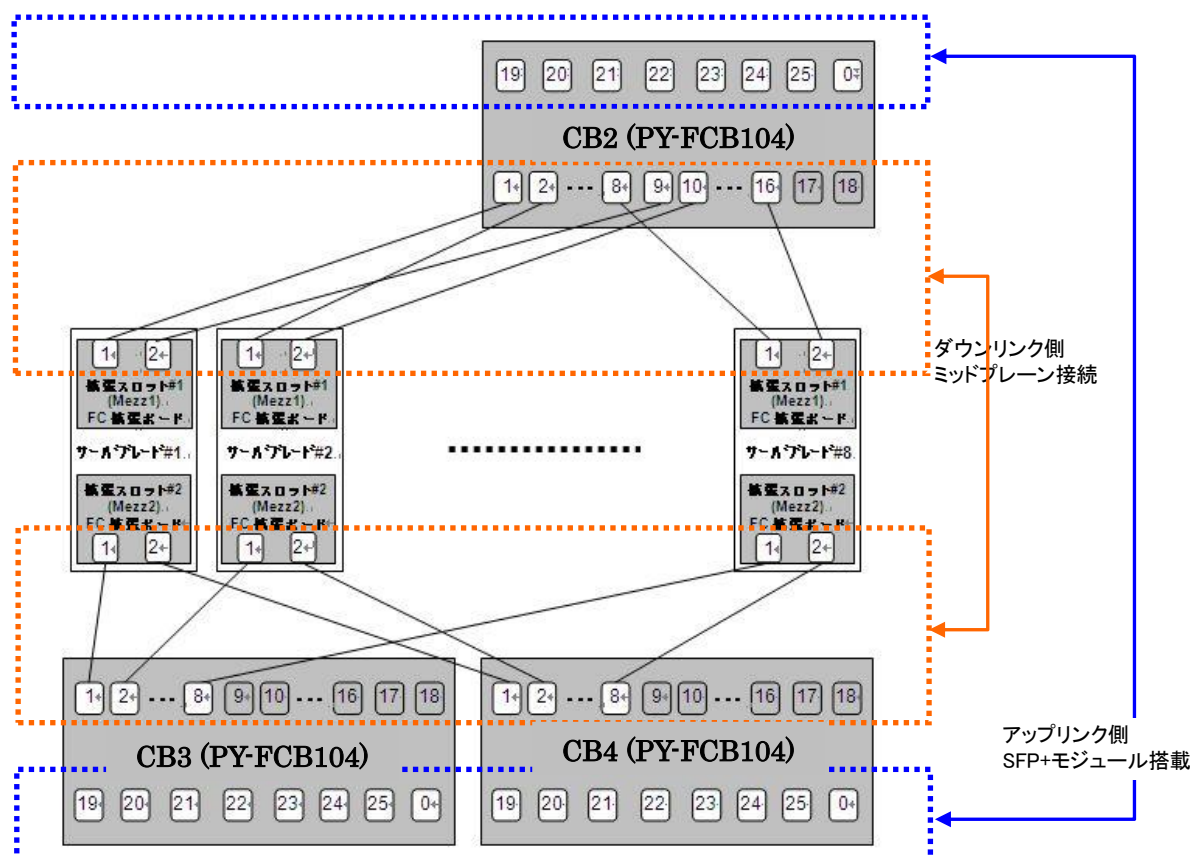 19 20 21 22 23 24 25 0
CB2 (PY-FCB104)
1 2 --- 8 9 10 --- 16 17 18
ダウンリンク側
ミッドプレーン接続
1 2 1 2 1 2
拡張スロット#1 拡張スロット#1 拡張スロット#1
(Mezz1) (Mezz1) (Mezz1)
FC 拡張ボード FC 拡張ボード FC 拡張ボード
サーバブレード#1 サーバブレード#2 サーバブレード#8
拡張スロット#2 拡張スロット#2 拡張スロット#2
(Mezz2) (Mezz2) (Mezz2)
FC 拡張ボード FC 拡張ボード FC 拡張ボード
1 2 1 2 1 2
1 2 --- 8 9 10 --- 16 17 18 1 2 --- 8 9 10 --- 16 17 18
CB3 (PY-FCB104) CB4 (PY-FCB104)
19 20 21 22 23 24 25 0 19 20 21 22 23 24 25 0
アップリンク側
SFP+モジュール搭載